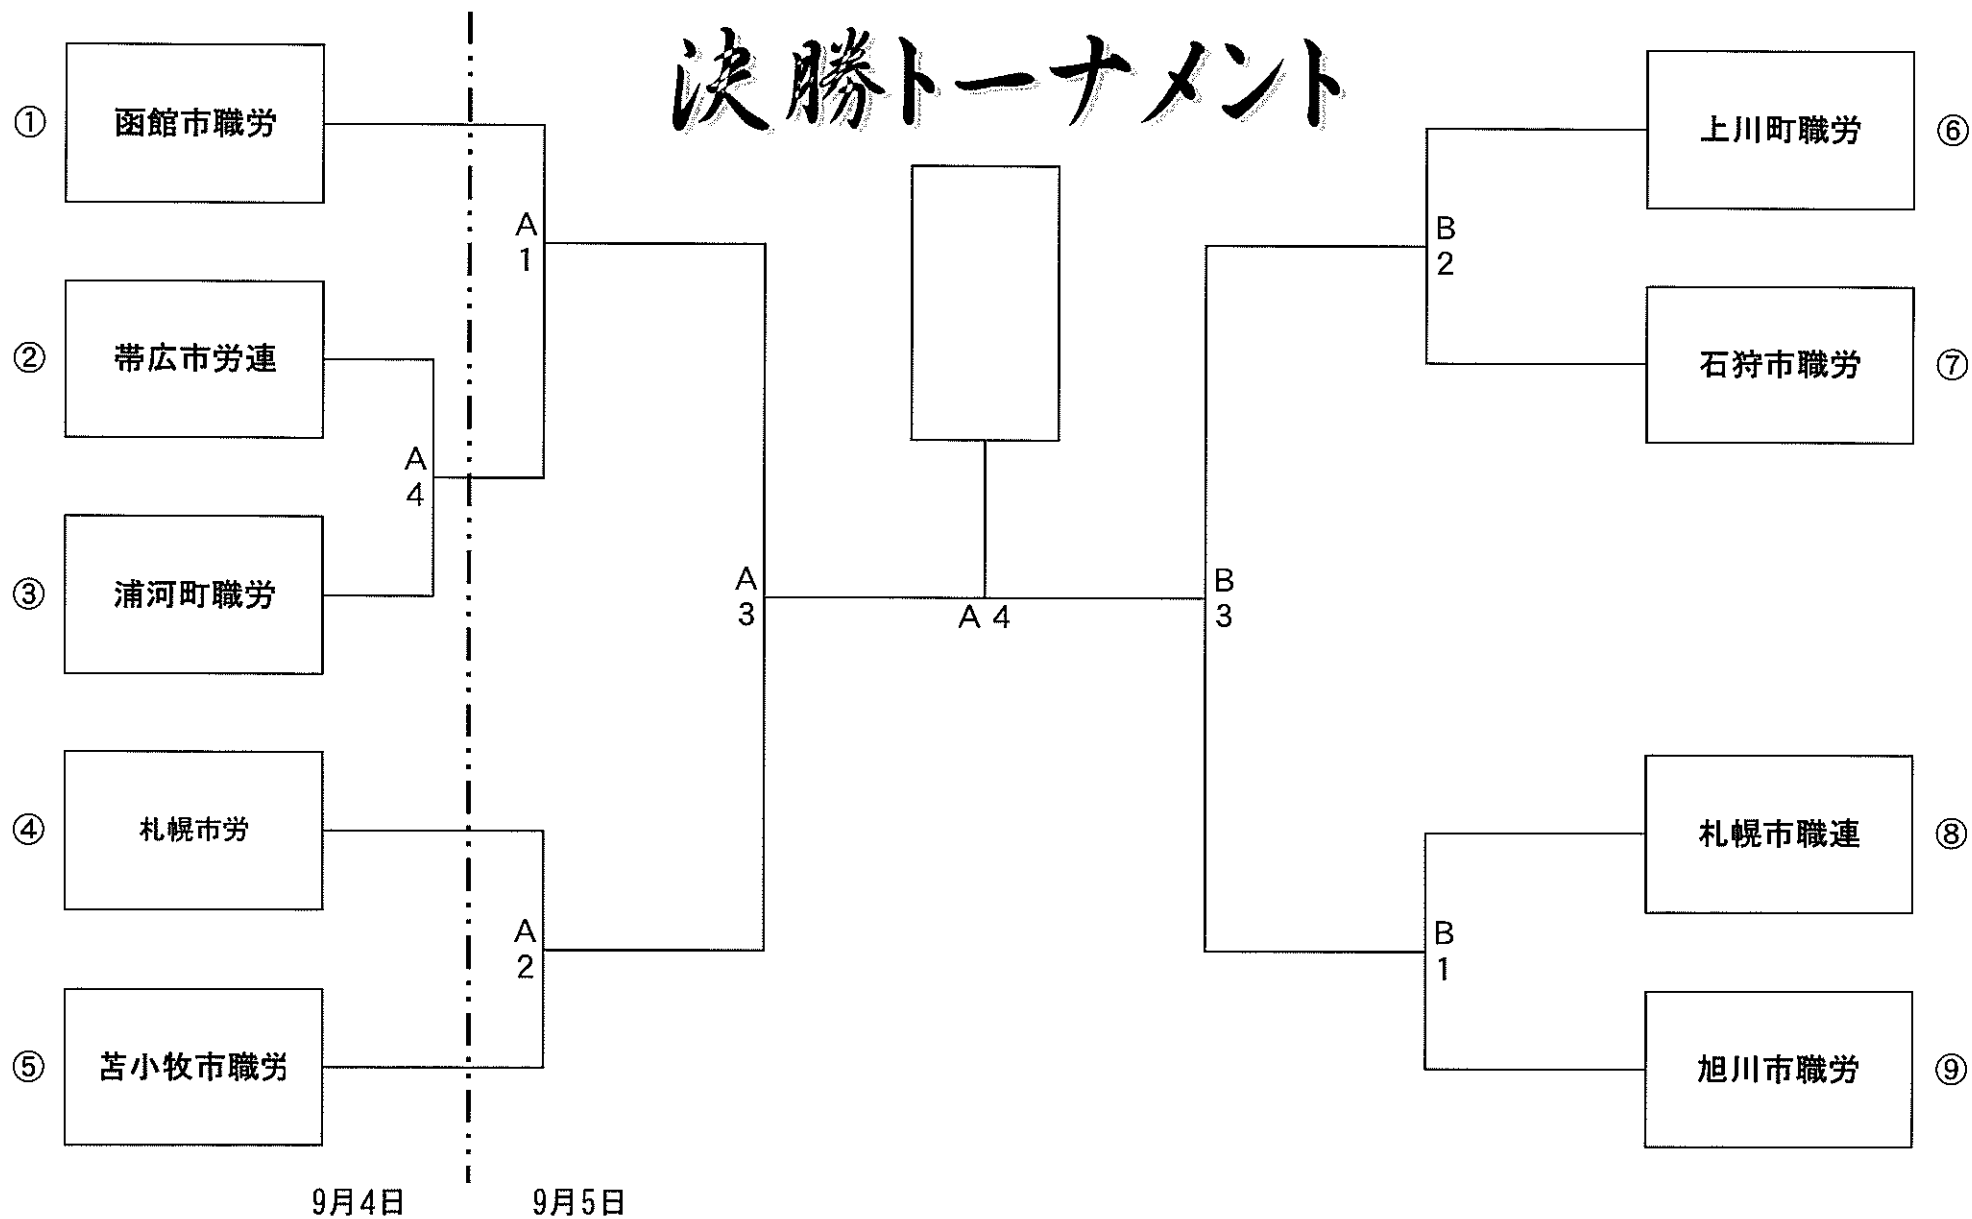 決勝トーナメント
① 函館市職労
② 帯広市労連
③ 浦河町職労
④ 札幌市労
⑤ 苫小牧市職労
A
1
A
4
A
2
A
3
A 4
B
3
B
2
B
1
上川町職労 ⑥
石狩市職労 ⑦
札幌市職連 ⑧
旭川市職労 ⑨
9月4日 9月5日